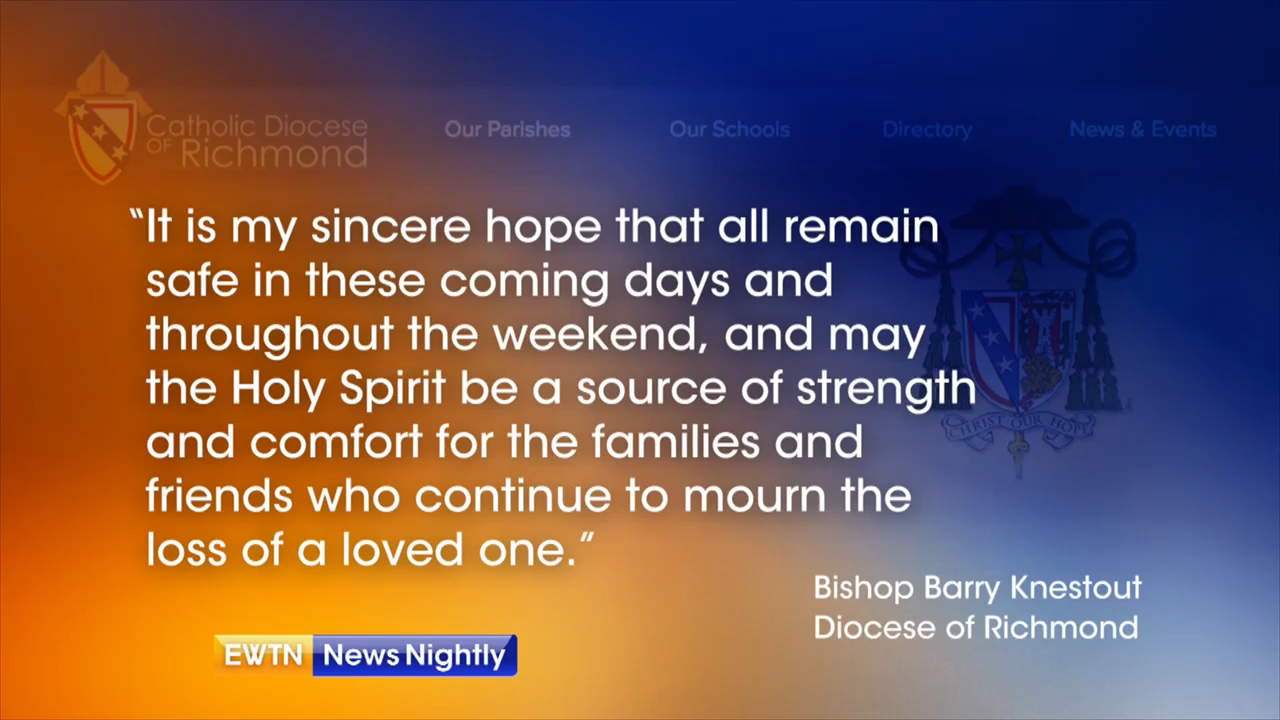 Catholic Diocese
OF Richmond
Our Parishes
Our Schools
Directory
News & Events
“It is my sincere hope that all remain
safe in these coming days and
throughout the weekend, and may
the Holy Spirit be a source of strength
and comfort for the families and
friends who continue to mourn the
loss of a loved one.”
CHRIST OUR HOPE
Bishop Barry Knestout
Diocese of Richmond
EWTN News Nightly